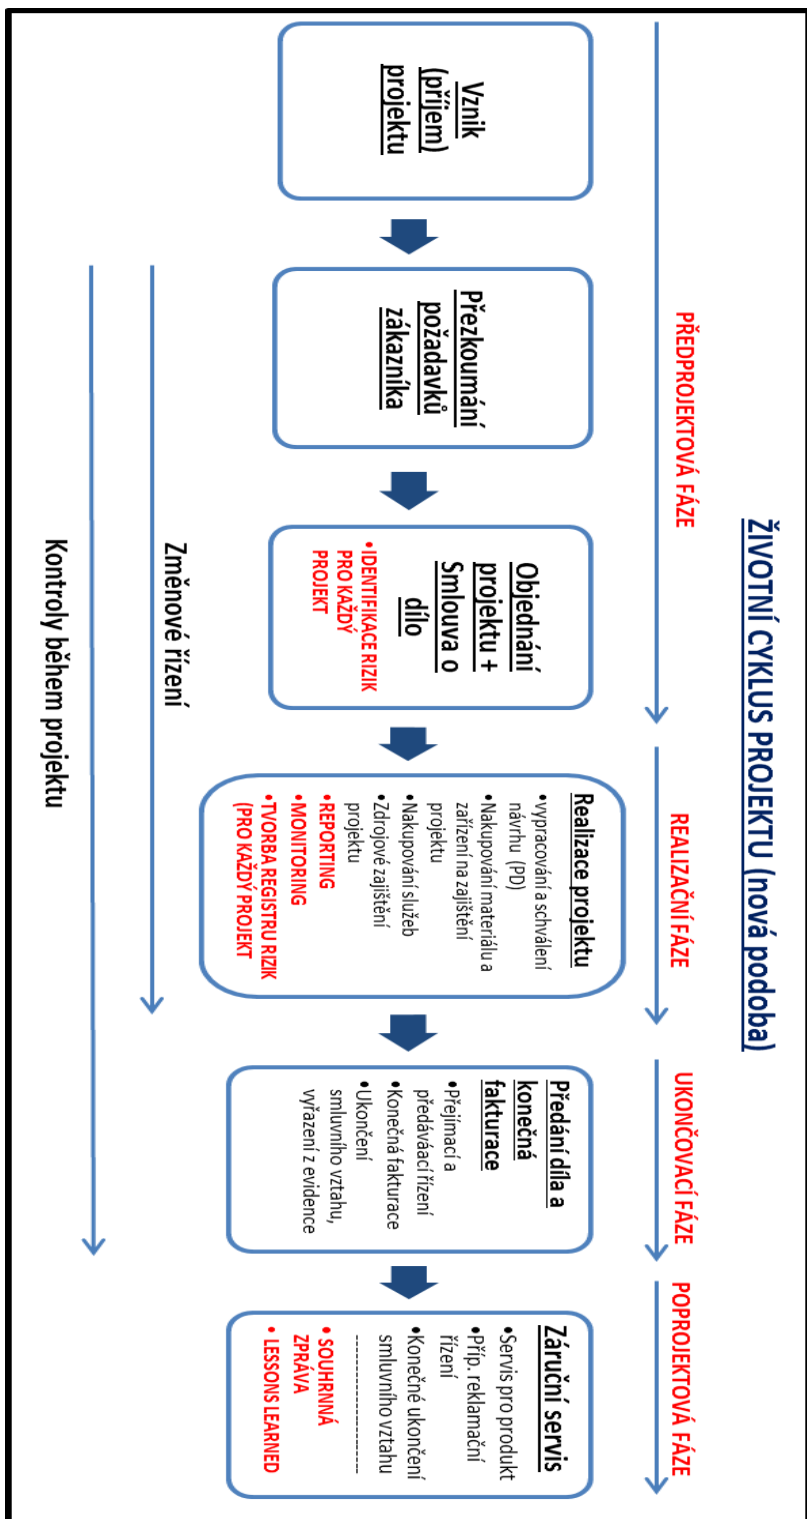 ŽIVOTNÍ CYKLUS PROJEKTU (nová podoba)
PŘEDPROJEKTOVÁ FÁZE
REALIZAČNÍ FÁZE
UKONČOVACÍ FÁZE
POPROJEKTOVÁ FÁZE
Vznik
(příjem)
projektu
Přezkoumání
požadavků
zákazníka
Objednání
projektu +
Smlouva o
dílo
• IDENTIFIKACE RIZIK
PRO KAŽDÝ
PROJEKT
Realizace projektu
• vypracování a schválení
návrhu (PD)
• Nakupování materiálu a
zařízení na zajištění
projektu
• Nakupování služeb
• Zdrojové zajištění
projektu
• REPORTING
• MONITORING
• TVORBA REGISTRU RIZIK
(PRO KAŽDÝ PROJEKT)
Předání díla a
konečná
fakturace
• Přejímací a
předáváací řízení
• Konečná fakturace
• Ukončení
smluvního vztahu,
vyřazení z evidence
Záruční servis
• Servis pro produkt
• Příp. reklamační
řízení
• Konečné ukončení
smluvního vztahu
--------------------------
• SOUHRNNÁ
ZPRÁVA
• LESSONS LEARNED
Změnové řízení
Kontroly během projektu